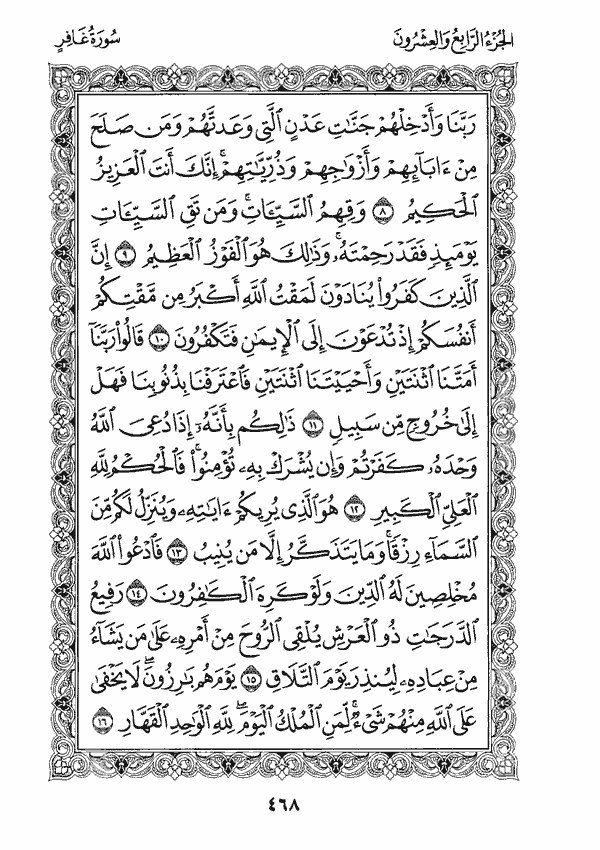 الجُزْءُ الرَّابِعُ وَالعِشْرُونَ
سُورَةُ غَافِرٍ
رَبَّنَا وَأَدْخِلْهُمْ جَنَّٰتِ عَدْنٍ ٱلَّتِى وَعَدتَّهُمْ وَمَن صَلَحَ
مِنْ ءَابَآئِهِمْ وَأَزْوَٰجِهِمْ وَذُرِّيَّٰتِهِمْ ۚ إِنَّكَ أَنتَ ٱلْعَزِيزُ
ٱلْحَكِيمُ ٨ وَقِهِمُ ٱلسَّيِّـَٔاتِ ۚ وَمَن تَقِ ٱلسَّيِّـَٔاتِ
يَوْمَئِذٍ فَقَدْ رَحِمْتَهُۥ ۚ وَذَٰلِكَ هُوَ ٱلْفَوْزُ ٱلْعَظِيمُ ٩ إِنَّ
ٱلَّذِينَ كَفَرُوا۟ يُنَادَوْنَ لَمَقْتُ ٱللَّهِ أَكْبَرُ مِن مَّقْتِكُمْ
أَنفُسَكُمْ إِذْ تُدْعَوْنَ إِلَى ٱلْإِيمَٰنِ فَتَكْفُرُونَ ١٠ قَالُوا۟ رَبَّنَآ
أَمَتَّنَا ٱثْنَتَيْنِ وَأَحْيَيْتَنَا ٱثْنَتَيْنِ فَٱعْتَرَفْنَا بِذُنُوبِنَا فَهَلْ
إِلَىٰ خُرُوجٍ مِّن سَبِيلٍ ١١ ذَٰلِكُم بِأَنَّهُۥٓ إِذَا دُعِىَ ٱللَّهُ
وَحْدَهُۥ كَفَرْتُمْ وَإِن يُشْرَكْ بِهِۦ تُؤْمِنُوا۟ ۚ فَٱلْحُكْمُ لِلَّهِ
ٱلْعَلِىِّ ٱلْكَبِيرِ ١٢ هُوَ ٱلَّذِى يُرِيكُمْ ءَايَٰتِهِۦ وَيُنَزِّلُ لَكُم مِّنَ
ٱلسَّمَآءِ رِزْقًا ۚ وَمَا يَتَذَكَّرُ إِلَّا مَن يُنِيبُ ١٣ فَٱدْعُوا۟ ٱللَّهَ
مُخْلِصِينَ لَهُ ٱلدِّينَ وَلَوْ كَرِهَ ٱلْكَٰفِرُونَ ١٤ رَفِيعُ
ٱلدَّرَجَٰتِ ذُو ٱلْعَرْشِ يُلْقِى ٱلرُّوحَ مِنْ أَمْرِهِۦ عَلَىٰ مَن يَشَآءُ
مِنْ عِبَادِهِۦ لِيُنذِرَ يَوْمَ ٱلتَّلَاقِ ١٥ يَوْمَ هُم بَٰرِزُونَ ۖ لَا يَخْفَىٰ
عَلَى ٱللَّهِ مِنْهُمْ شَىْءٌ ۚ لِّمَنِ ٱلْمُلْكُ ٱلْيَوْمَ ۖ لِلَّهِ ٱلْوَٰحِدِ ٱلْقَهَّارِ ١٦
٤٦٨